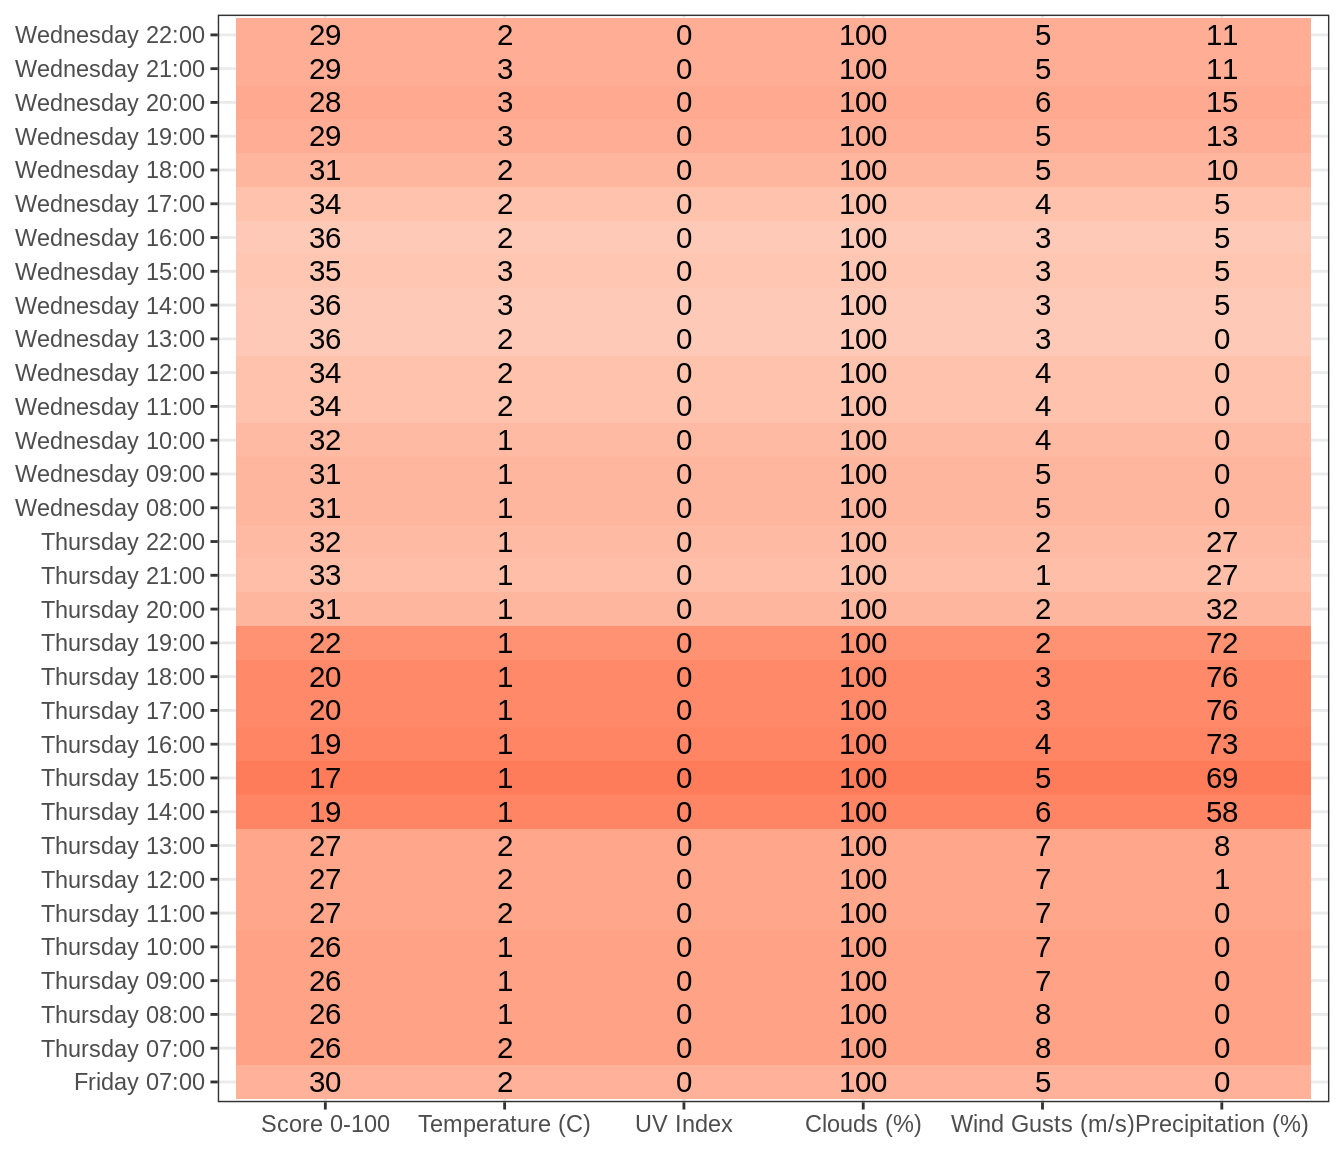 Wednesday 22:00 29 2 0 100 5 11
Wednesday 21:00 29 3 0 100 5 11
Wednesday 20:00 28 3 0 100 6 15
Wednesday 19:00 29 3 0 100 5 13
Wednesday 18:00 31 2 0 100 5 10
Wednesday 17:00 34 2 0 100 4 5
Wednesday 16:00 36 2 0 100 3 5
Wednesday 15:00 35 3 0 100 3 5
Wednesday 14:00 36 3 0 100 3 5
Wednesday 13:00 36 2 0 100 3 0
Wednesday 12:00 34 2 0 100 4 0
Wednesday 11:00 34 2 0 100 4 0
Wednesday 10:00 32 1 0 100 4 0
Wednesday 09:00 31 1 0 100 5 0
Wednesday 08:00 31 1 0 100 5 0
Thursday 22:00 32 1 0 100 2 27
Thursday 21:00 33 1 0 100 1 27
Thursday 20:00 31 1 0 100 2 32
Thursday 19:00 22 1 0 100 2 72
Thursday 18:00 20 1 0 100 3 76
Thursday 17:00 20 1 0 100 3 76
Thursday 16:00 19 1 0 100 4 73
Thursday 15:00 17 1 0 100 5 69
Thursday 14:00 19 1 0 100 6 58
Thursday 13:00 27 2 0 100 7 8
Thursday 12:00 27 2 0 100 7 1
Thursday 11:00 27 2 0 100 7 0
Thursday 10:00 26 1 0 100 7 0
Thursday 09:00 26 1 0 100 7 0
Thursday 08:00 26 1 0 100 8 0
Thursday 07:00 26 2 0 100 8 0
Friday 07:00 30 2 0 100 5 0
Score 0-100 Temperature (C) UV Index Clouds (%) Wind Gusts (m/s) Precipitation (%)